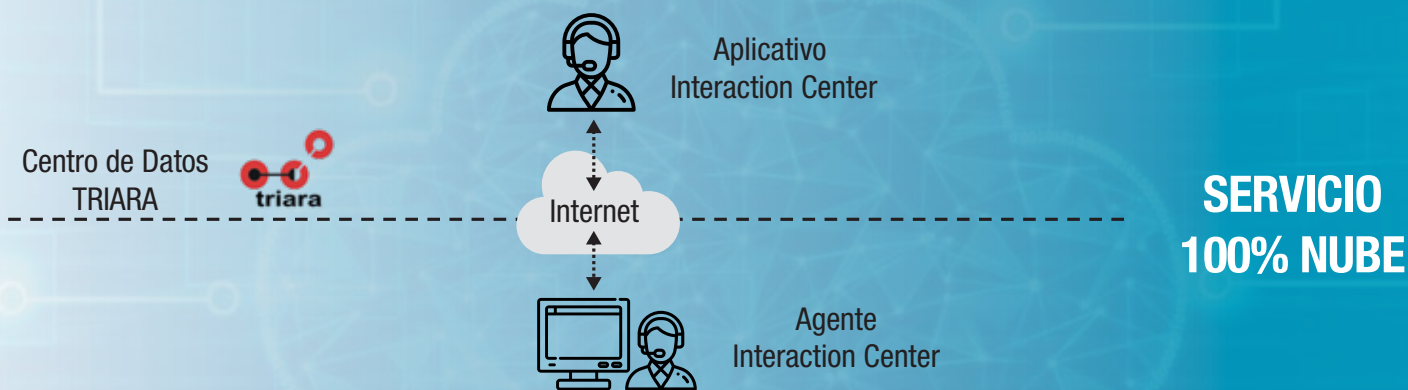 Aplicativo
Interaction Center
Centro de Datos
TRIARA
triara
Internet
SERVICIO
100% NUBE
Agente
Interaction Center